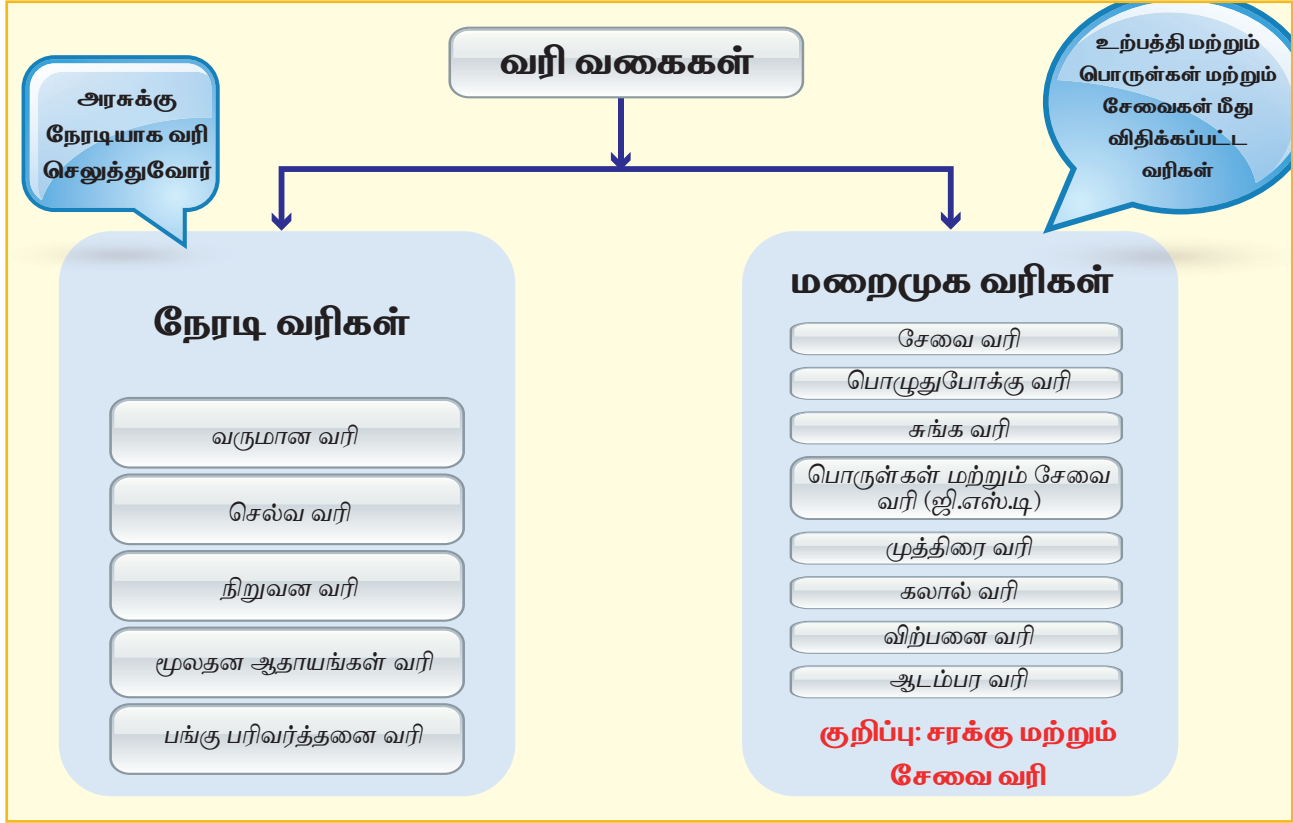 வரி வகைகள்
அரசுக்கு
நேரடியாக வரி
செலுத்துவோர்
உற்பத்தி மற்றும்
பொருள்கள் மற்றும்
சேவைகள் மீது
விதிக்கப்பட்ட
வரிகள்
நேரடி வரிகள்
வருமான வரி
செல்வ வரி
நிறுவன வரி
மூலதன ஆதாயங்கள் வரி
பங்கு பரிவர்த்தனை வரி
மறைமுக வரிகள்
சேவை வரி
பொழுதுபோக்கு வரி
சுங்க வரி
பொருள்கள் மற்றும் சேவை
வரி (ஜி.எஸ்.டி)
முத்திரை வரி
கலால் வரி
விற்பனை வரி
ஆடம்பர வரி
குறிப்பு: சரக்கு மற்றும்
சேவை வரி